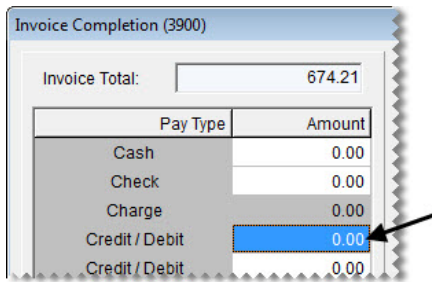 Invoice Completion (3900)
Invoice Total: 674.21
Pay Type Amount
Cash 0.00
Check 0.00
Charge 0.00
Credit / Debit 0.00
Credit / Debit 0.00